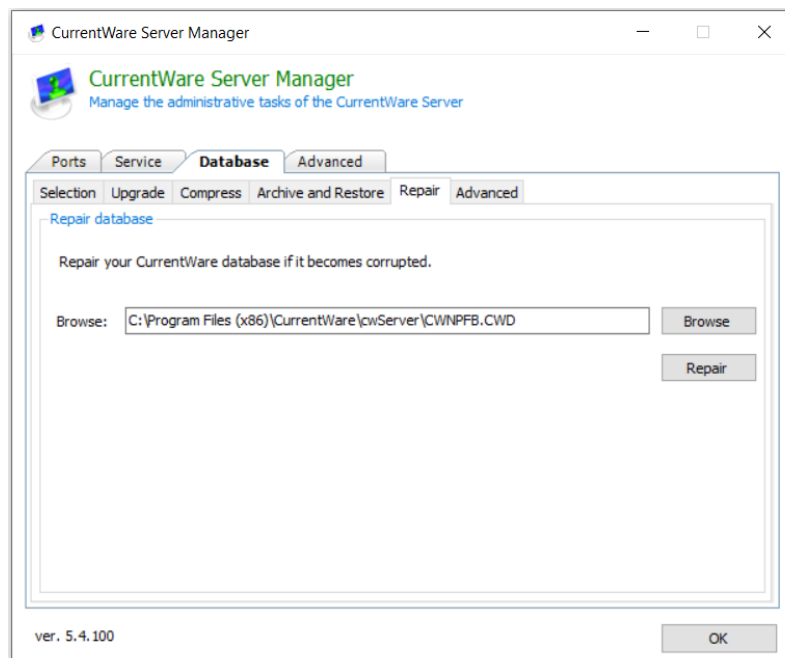 CurrentWare Server Manager
CurrentWare Server Manager
Manage the administrative tasks of the CurrentWare Server
Ports Service Database Advanced
Selection Upgrade Compress Archive and Restore Repair Advanced
Repair database
Repair your CurrentWare database if it becomes corrupted.
Browse: C:\Program Files (x86)\CurrentWare\cwServer\CWNPFB.CWD Browse
Repair
ver. 5.4.100 OK